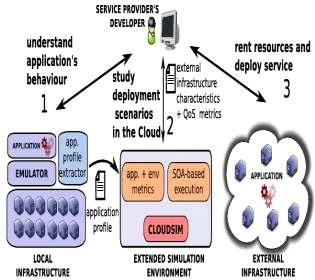 SERVICE PROVIDER'S
DEVELOPER
understand
application's
behaviour
1
study
deployment
scenarios
in the Cloud
2
external
infrastructure
characteristics
+ QoS metrics
rent resources and
deploy service
3
APPLICATION
EMULATOR
app.
profile
extractor
application
profile
app. + env
metrics
SOA-based
execution
CLOUDSIM
APPLICATION
LOCAL
INFRASTRUCTURE
EXTENDED SIMULATION
ENVIRONMENT
EXTERNAL
INFRASTRUCTURE